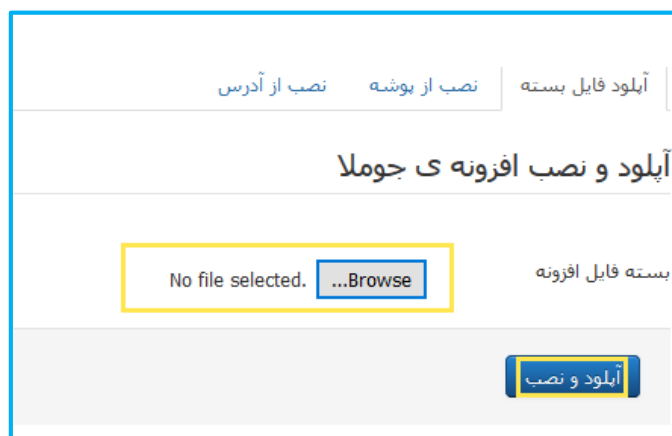 آپلود فایل بسته نصب از پوشه نصب از آدرس
آپلود و نصب افزونه ی جوملا
بسته فایل افزونه Browse... No file selected.
آپلود و نصب